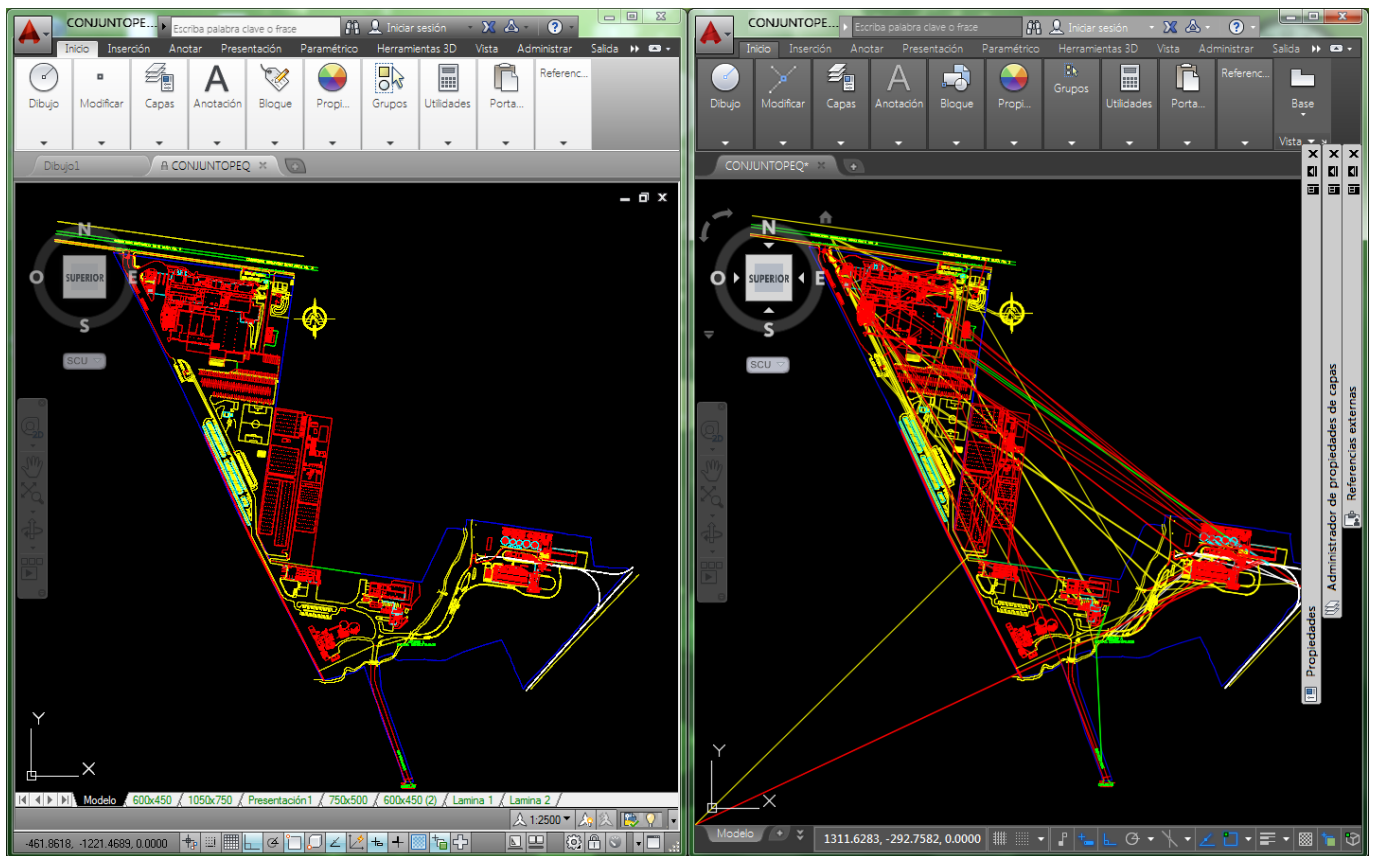 CONJUNTOPE...
Escriba palabra clave o frase
Iniciar sesión
Inicio Inserción Anotar Presentación Paramétrico Herramientas 3D Vista Administrar Salida
Dibujo Modificar Capas Anotación Bloque Propi... Grupos Utilidades Porta... Referenc...
Dibujo1
A CONJUNTOPEQ
N
O SUPERIOR E
S
SCU
2D
Y
X
Modelo 600x450 1050x750 Presentación1 750x500 600x450 (2) Lamina 1 Lamina 2
1:2500
-461.8618, -1221.4689, 0.0000
CONJUNTOPE...
Escriba palabra clave o frase
Iniciar sesión
Inicio Inserción Anotar Presentación Paramétrico Herramientas 3D Vista Administrar Salida
Dibujo Modificar Capas Anotación Bloque Propi... Grupos Utilidades Porta... Referenc... Base
Vista
CONJUNTOPEQ*
N
O SUPERIOR E
S
SCU
Propiedades
Administrador de propiedades de capas
Referencias externas
Y
X
Modelo
1311.6283, -292.7582, 0.0000